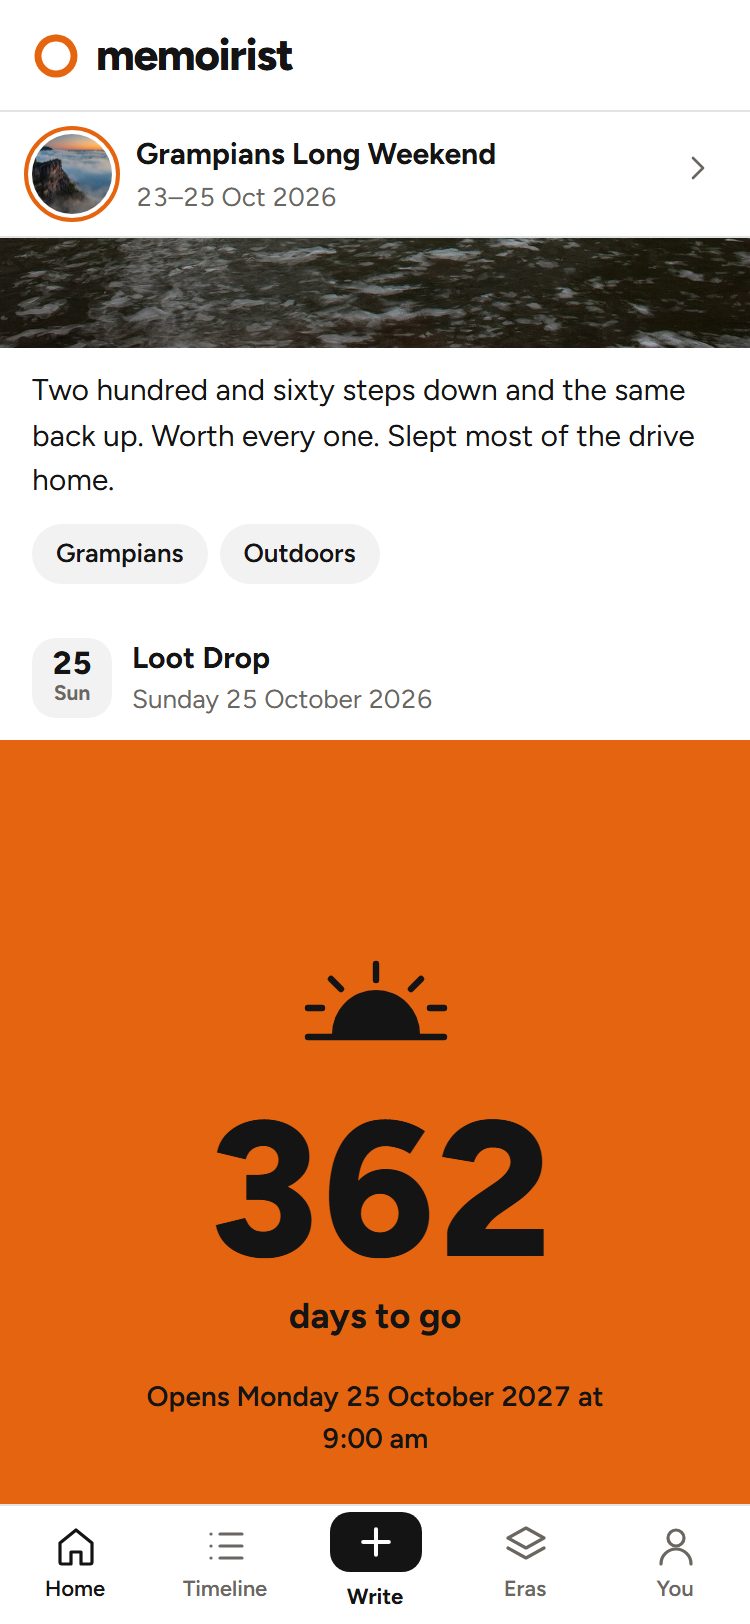 memoirist
Grampians Long Weekend
23–25 Oct 2026
Two hundred and sixty steps down and the same
back up. Worth every one. Slept most of the drive
home.
Grampians
Outdoors
25
Sun
Loot Drop
Sunday 25 October 2026
362
days to go
Opens Monday 25 October 2027 at
9:00 am
Home
Timeline
Write
Eras
You